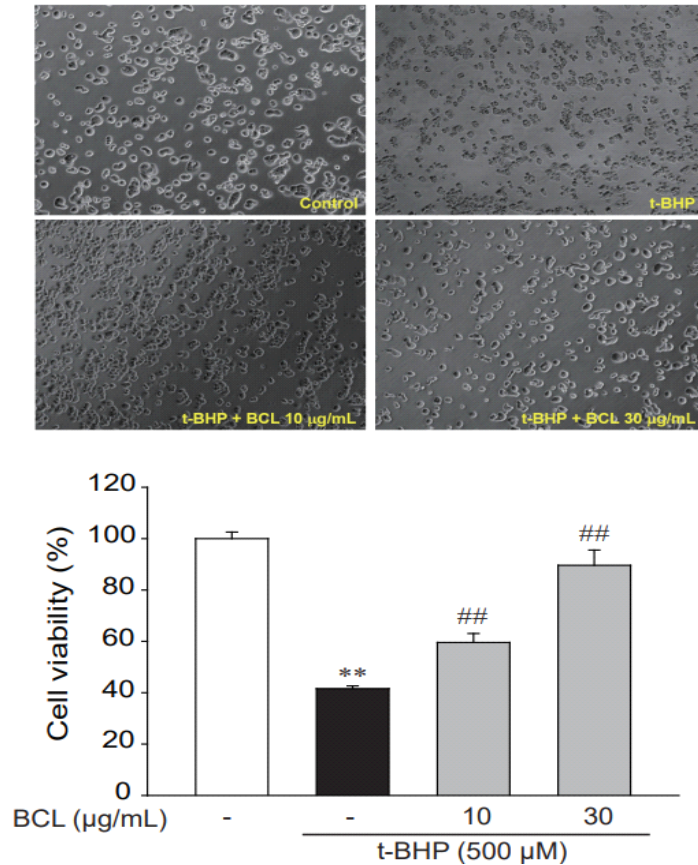 Control
t-BHP
t-BHP + BCL 10 µg/mL
t-BHP + BCL 30 µg/mL
120
100
80
60
40
20
0
Cell viability (%)
**
##
##
BCL (µg/mL) - - 10 30
t-BHP (500 µM)